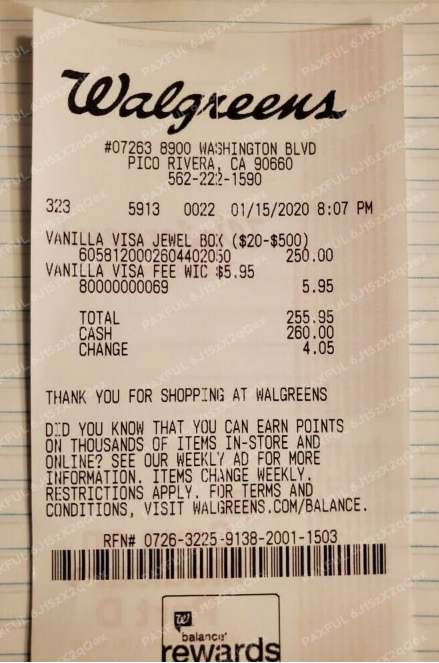 Walgreens
#07263 8900 WASHINGTON BLVD
PICO RIVERA, CA 90660
562-222-1590
323 5913 0022 01/15/2020 8:07 PM
VANILLA VISA JEWEL BOX ($20-$500)
6058120002604402050 250.00
VANILLA VISA FEE WIC $5.95
80000000069 5.95
TOTAL 255.95
CASH 260.00
CHANGE 4.05
THANK YOU FOR SHOPPING AT WALGREENS
DID YOU KNOW THAT YOU CAN EARN POINTS
ON THOUSANDS OF ITEMS IN-STORE AND
ONLINE? SEE OUR WEEKLY AD FOR MORE
INFORMATION. ITEMS CHANGE WEEKLY.
RESTRICTIONS APPLY. FOR TERMS AND
CONDITIONS, VISIT WALGREENS.COM/BALANCE.
RFN# 0726-3225-9138-2001-1503
W
balance®
rewards
PAXFUL 6J15zX2qQex